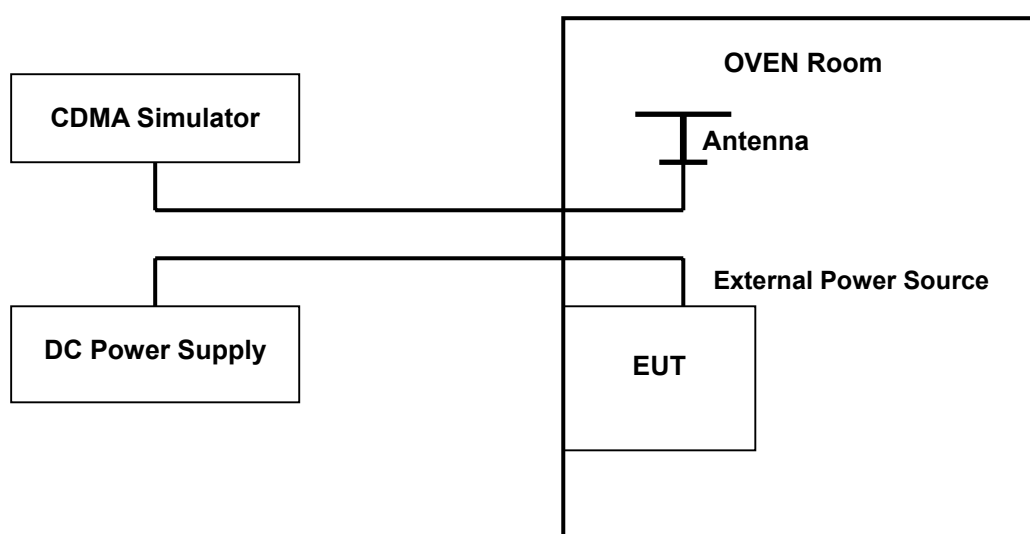 OVEN Room
CDMA Simulator
Antenna
External Power Source
DC Power Supply
EUT